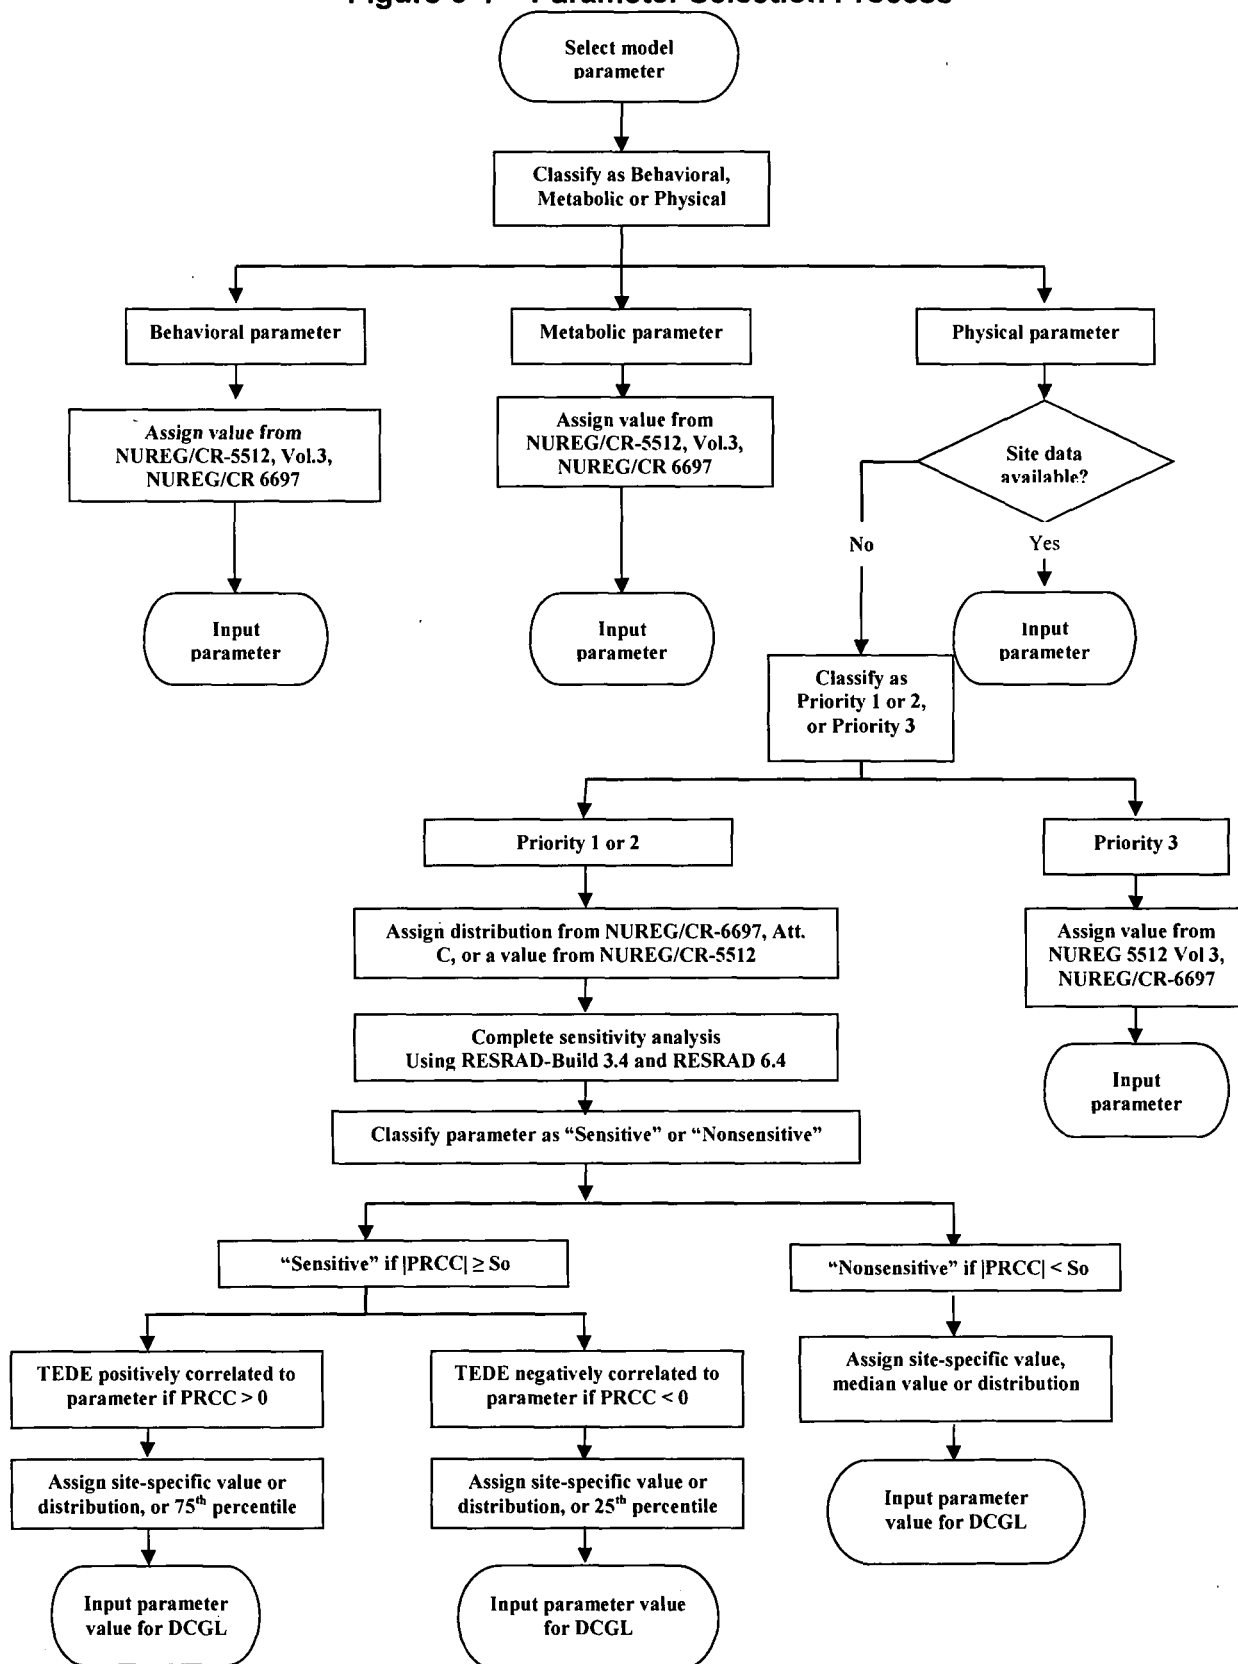 Select model
parameter
Classify as Behavioral,
Metabolic or Physical
Behavioral parameter
Metabolic parameter
Physical parameter
Assign value from
NUREG/CR-5512, Vol.3,
NUREG/CR 6697
Assign value from
NUREG/CR-5512, Vol.3,
NUREG/CR 6697
Site data
available?
No
Yes
Input
parameter
Input
parameter
Input
parameter
Classify as
Priority 1 or 2,
or Priority 3
Priority 1 or 2
Priority 3
Assign distribution from NUREG/CR-6697, Att.
C, or a value from NUREG/CR-5512
Assign value from
NUREG 5512 Vol 3,
NUREG/CR-6697
Complete sensitivity analysis
Using RESRAD-Build 3.4 and RESRAD 6.4
Input
parameter
Classify parameter as “Sensitive” or “Nonsensitive”
“Sensitive” if |PRCC| ≥ So
“Nonsensitive” if |PRCC| < So
TEDE positively correlated to
parameter if PRCC > 0
TEDE negatively correlated to
parameter if PRCC < 0
Assign site-specific value,
median value or distribution
Assign site-specific value or
distribution, or 75th percentile
Assign site-specific value or
distribution, or 25th percentile
Input parameter
value for DCGL
Input parameter
value for DCGL
Input parameter value
for DCGL